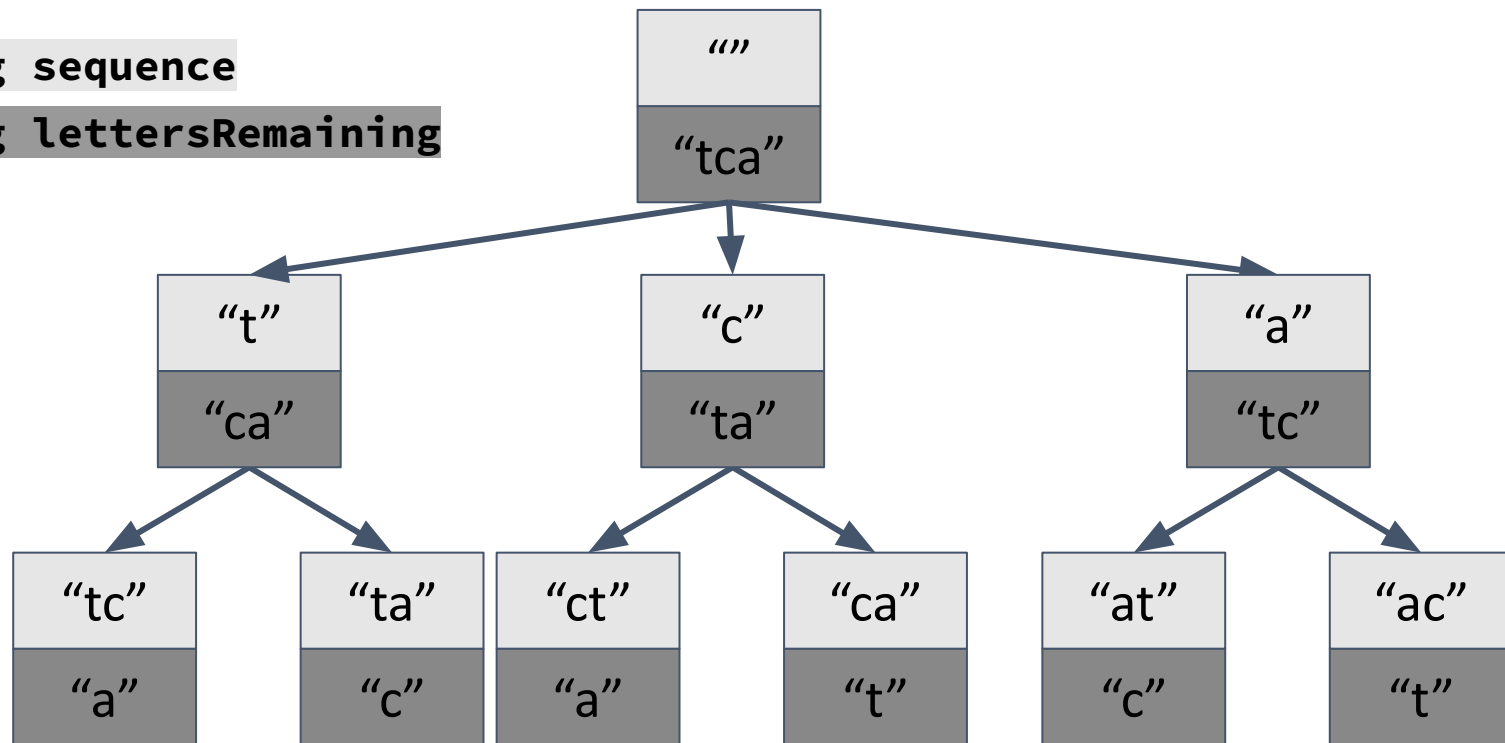 g sequence
g lettersRemaining
“”
“tca”
“t”
“c”
“a”
“ca”
“ta”
“tc”
“tc”
“ta”
“ct”
“ca”
“at”
“ac”
“a”
“c”
“a”
“t”
“c”
“t”